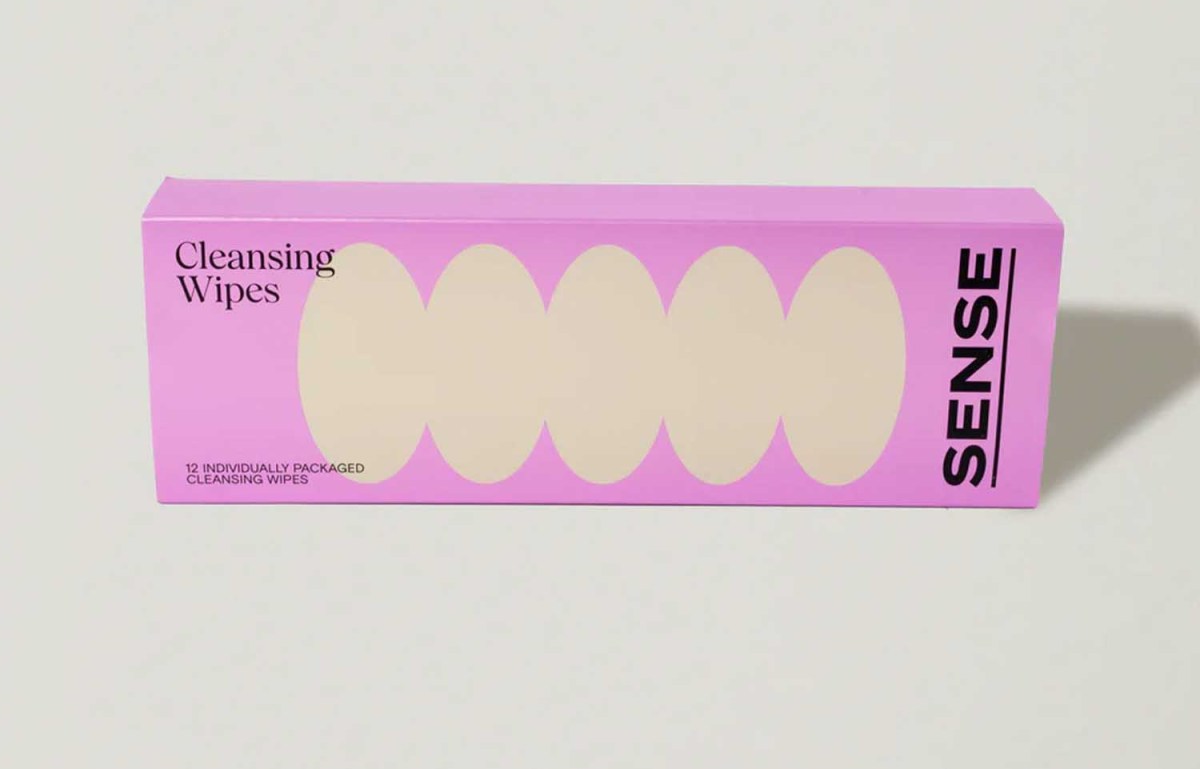 Cleansing
Wipes
12 INDIVIDUALLY PACKAGED
CLEANSING WIPES
SENSE